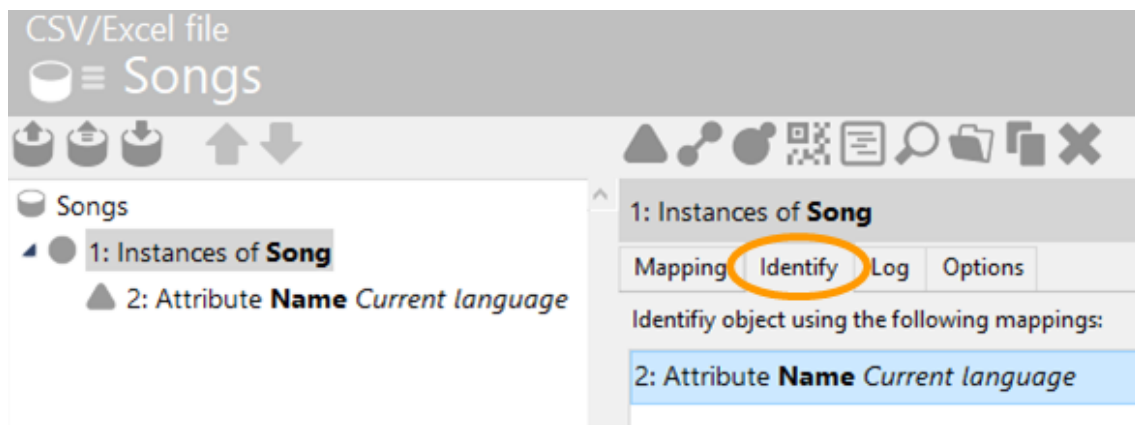 CSV/Excel file
Songs
Songs
1: Instances of Song
2: Attribute Name Current language
1: Instances of Song
Mapping Identify Log Options
Identifiy object using the following mappings:
2: Attribute Name Current language